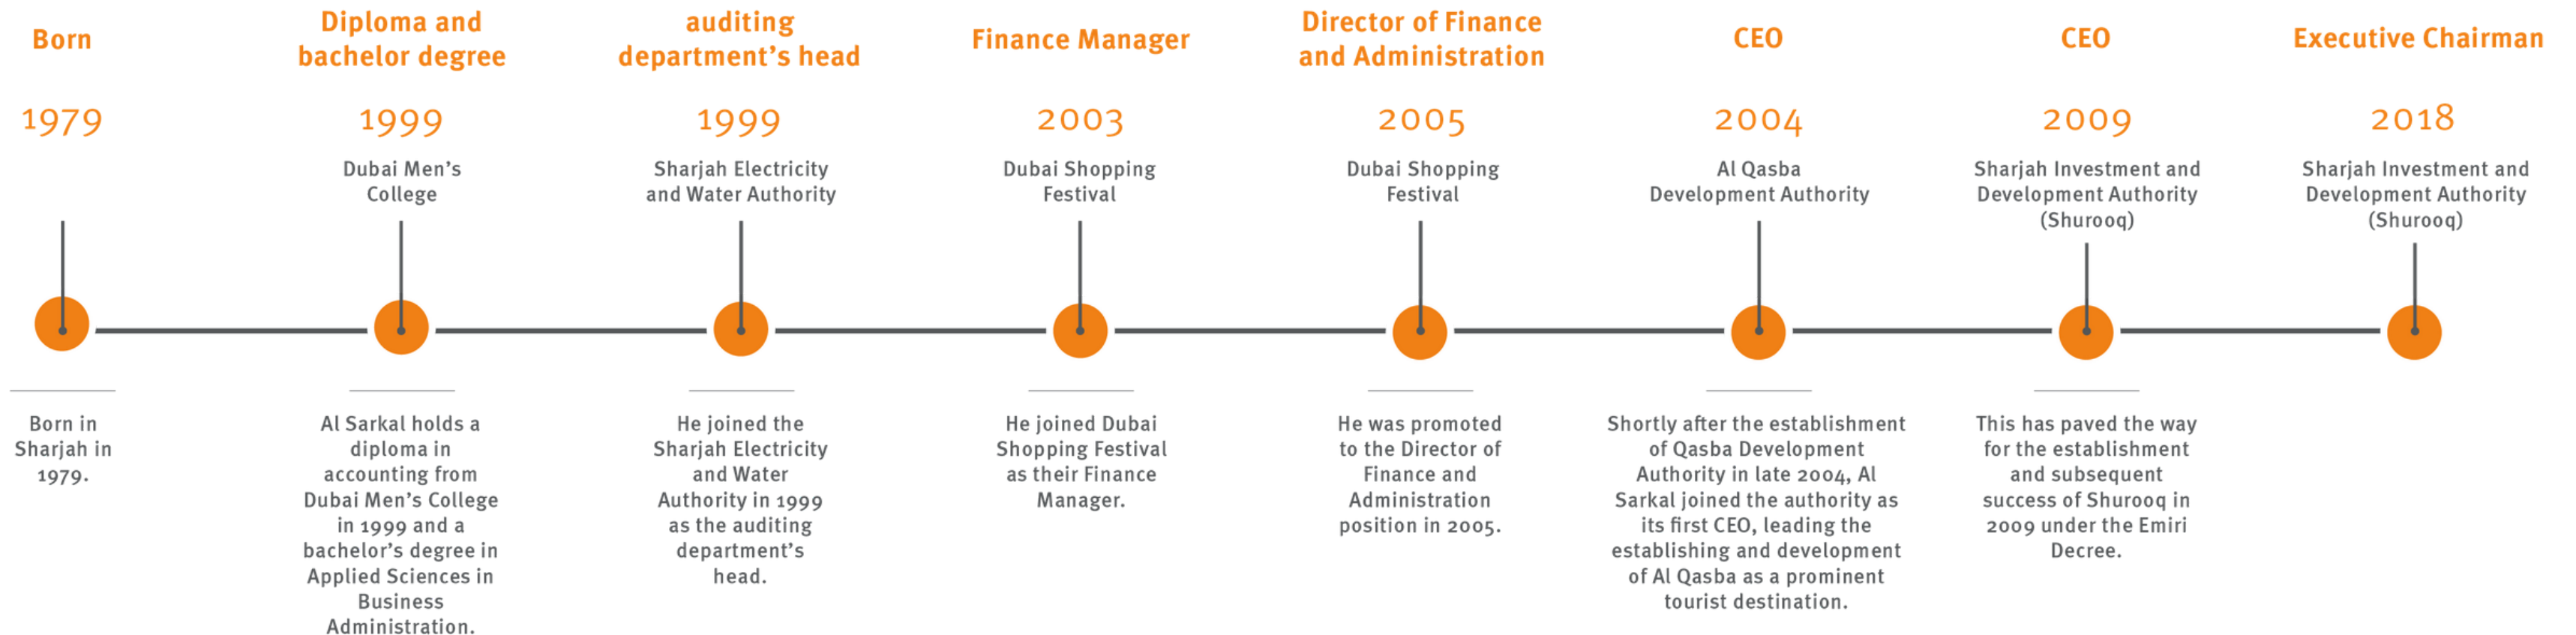 Born
1979
Born in
Sharjah in
1979.
Diploma and
bachelor degree
1999
Dubai Men's
College
Al Sarkal holds a
diploma in
accounting from
Dubai Men's College
in 1999 and a
bachelor's degree in
Applied Sciences in
Business
Administration.
auditing
department's head
1999
Sharjah Electricity
and Water Authority
He joined the
Sharjah Electricity
and Water
Authority in 1999
as the auditing
department's
head.
Finance Manager
2003
Dubai Shopping
Festival
He joined Dubai
Shopping Festival
as their Finance
Manager.
Director of Finance
and Administration
2005
Dubai Shopping
Festival
He was promoted
to the Director of
Finance and
Administration
position in 2005.
CEO
2004
Al Qasba
Development Authority
Shortly after the establishment
of Qasba Development
Authority in late 2004, Al
Sarkal joined the authority as
its first CEO, leading the
establishing and development
of Al Qasba as a prominent
tourist destination.
CEO
2009
Sharjah Investment and
Development Authority
(Shurooq)
This has paved the way
for the establishment
and subsequent
success of Shurooq in
2009 under the Emiri
Decree.
Executive Chairman
2018
Sharjah Investment and
Development Authority
(Shurooq)